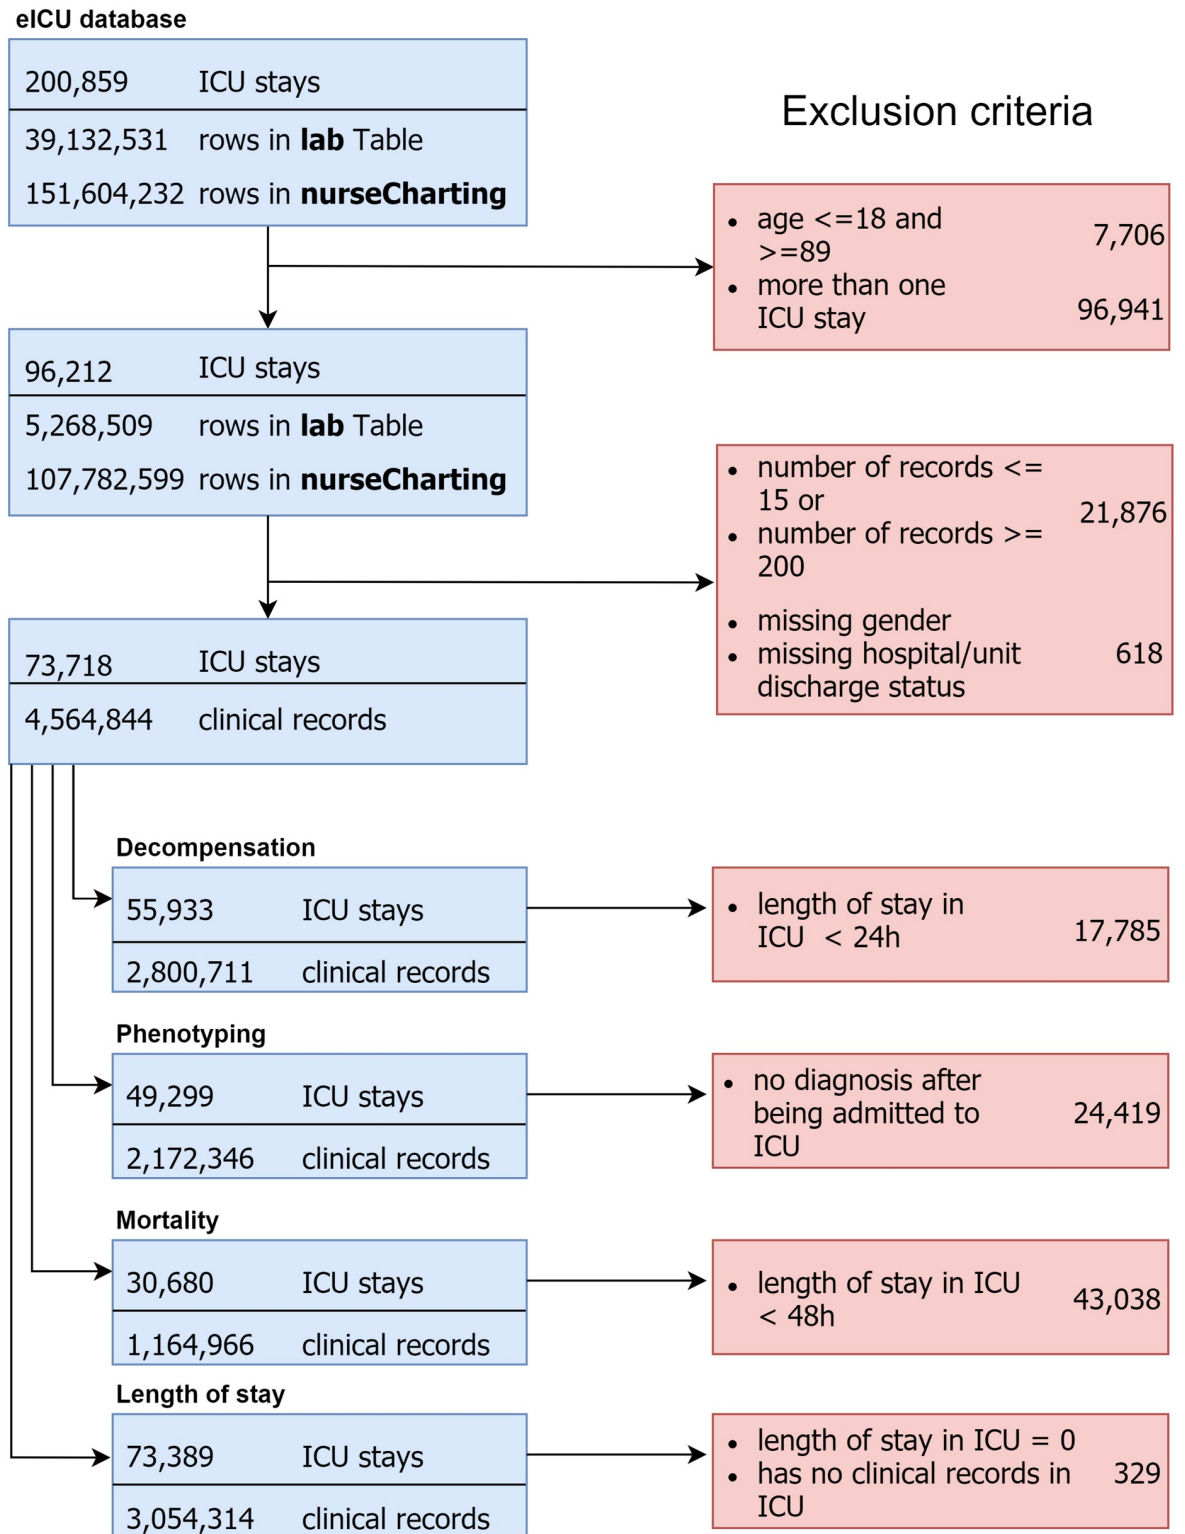 eICU database
200,859 ICU stays
39,132,531 rows in lab Table
151,604,232 rows in nurseCharting
Exclusion criteria
• age <=18 and
>=89
7,706
• more than one
ICU stay
96,941
96,212 ICU stays
5,268,509 rows in lab Table
107,782,599 rows in nurseCharting
• number of records <=
15 or
21,876
• number of records >=
200
• missing gender
• missing hospital/unit
618
discharge status
73,718 ICU stays
4,564,844 clinical records
Decompensation
55,933 ICU stays
2,800,711 clinical records
• length of stay in
ICU < 24h
17,785
Phenotyping
49,299 ICU stays
2,172,346 clinical records
• no diagnosis after
being admitted to
24,419
ICU
Mortality
30,680 ICU stays
1,164,966 clinical records
• length of stay in ICU
< 48h
43,038
Length of stay
73,389 ICU stays
3,054,314 clinical records
• length of stay in ICU = 0
• has no clinical records in
329
ICU